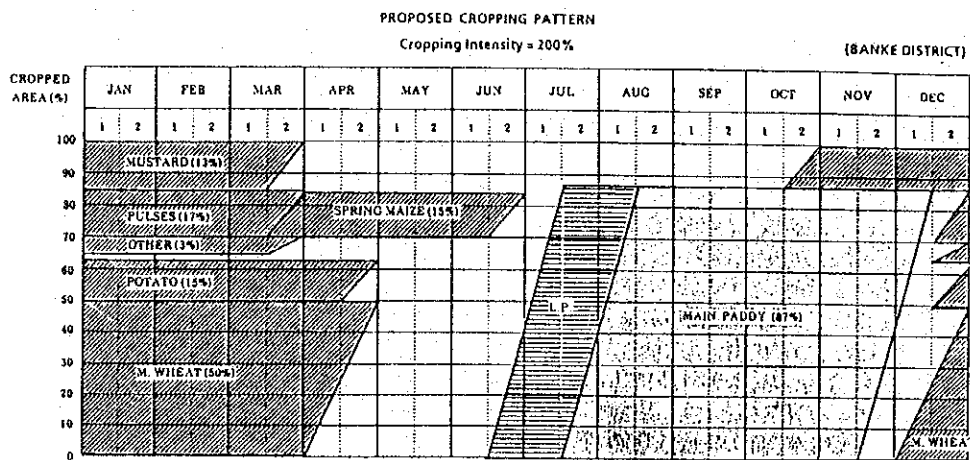 PROPOSED CROPPING PATTERN
Cropping Intensity = 200%
(BANKE DISTRICT)
CROPPED
AREA (%)
JAN FEB MAR APR MAY JUN JUL AUG SEP OCT NOV DEC
1 2 1 2 1 2 1 2 1 2 1 2 1 2 1 2 1 2 1 2 1 2 1 2
100
MUSTARD (13%)
90
80
PULSES (17%)
SPRING MAIZE (15%)
70
OTHER (3%)
60
POTATO (15%)
50
L.P.
MAIN PADDY (87%)
40
30
M. WHEAT (50%)
20
10
M. WHEA
0